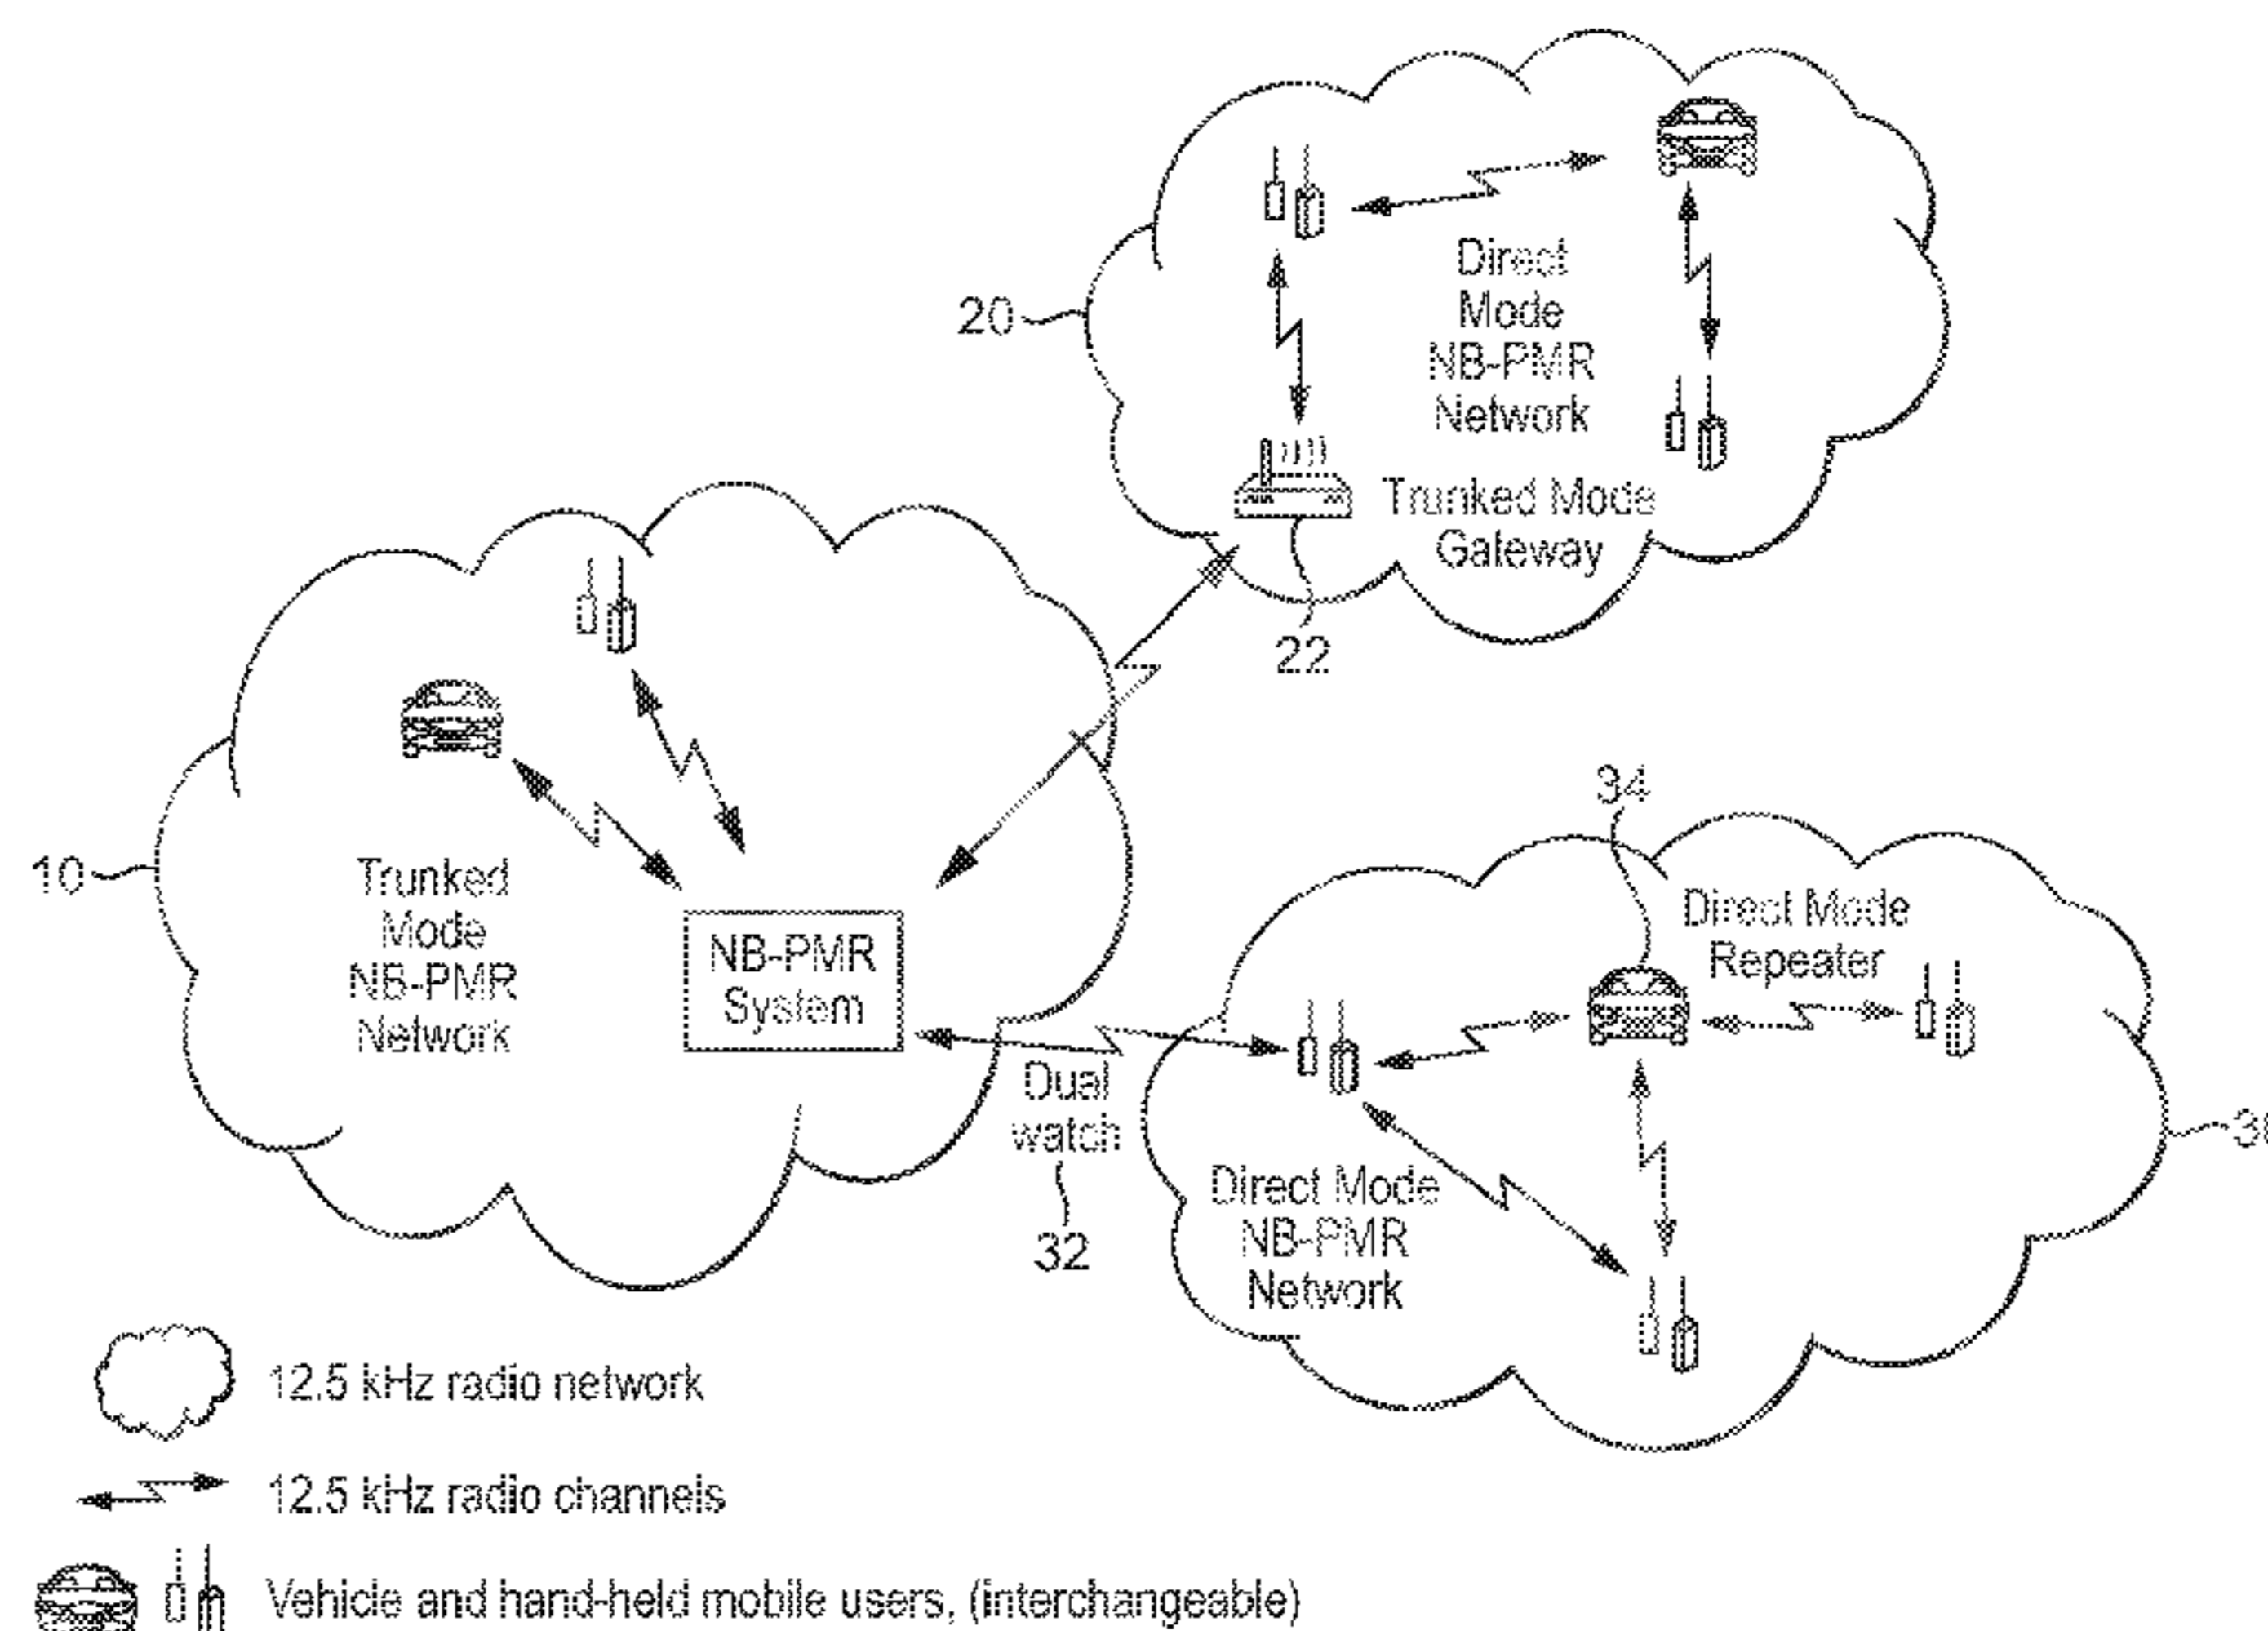 20
Direct
Mode
NB-PMR
Network
Trunked Mode
Gateway
22
10
Trunked
Mode
NB-PMR
Network
NB-PMR
System
Dual
watch
32
34
Direct Mode
Repeater
Direct Mode
NB-PMR
Network
12.5 kHz radio network
12.5 kHz radio channels
Vehicle and hand-held mobile users, (interchangeable)